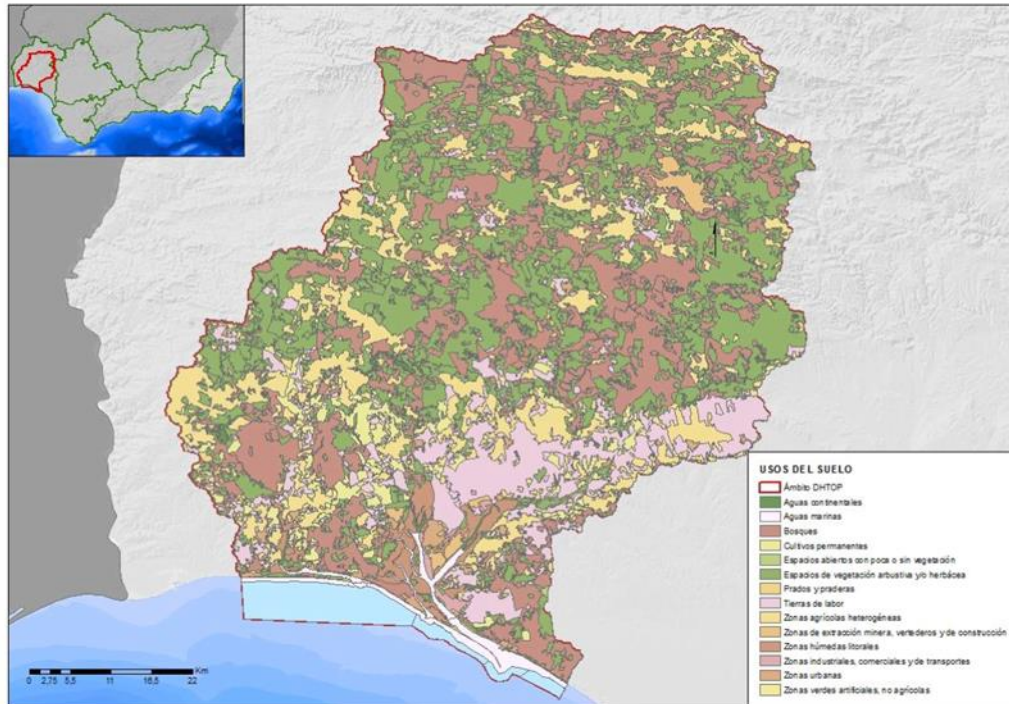 USOS DEL SUELO
Ámbito DHTOP
Aguas continentales
Aguas marinas
Bosques
Cultivos permanentes
Espacios abiertos con poca o sin vegetación
Espacios de vegetación arbustiva y/o herbácea
Prados y praderas
Tierras de labor
Zonas agrícolas heterogéneas
Zonas de extracción minera, vertederos y de construcción
Zonas húmedas litorales
Zonas industriales, comerciales y de transportes
Zonas urbanas
Zonas verdes artificiales, no agrícolas
Km
0 2,75 5,5 11 16,5 22